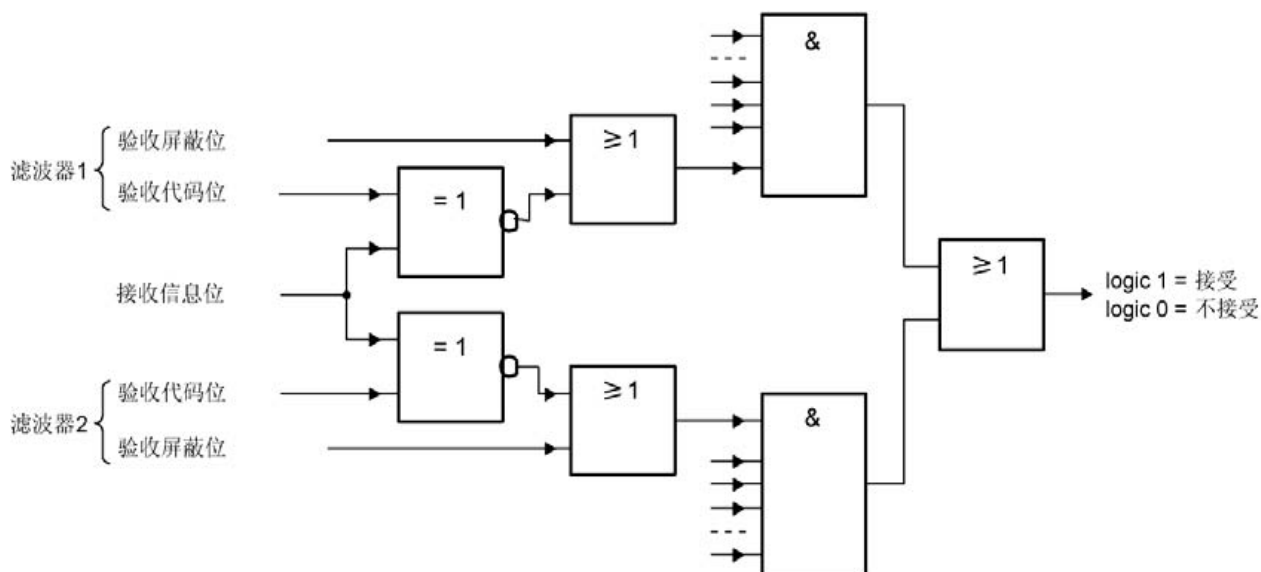 &
验收屏蔽位
≥1
滤波器1
验收代码位
= 1
≥1
接收信息位
logic 1 = 接受
logic 0 = 不接受
= 1
验收代码位
≥1
&
滤波器2
验收屏蔽位